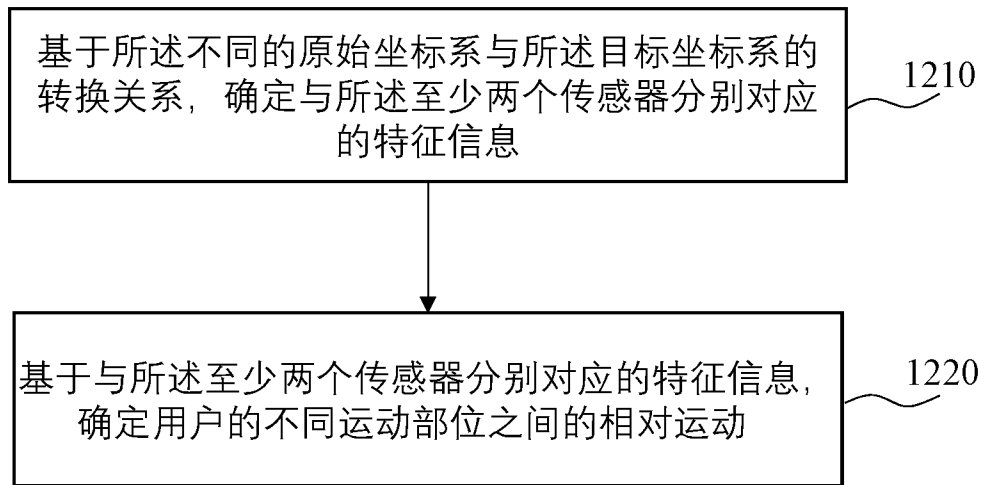 基于所述不同的原始坐标系与所述目标坐标系的
转换关系，确定与所述至少两个传感器分别对应
的特征信息
1210
基于与所述至少两个传感器分别对应的特征信息，
确定用户的不同运动部位之间的相对运动
1220